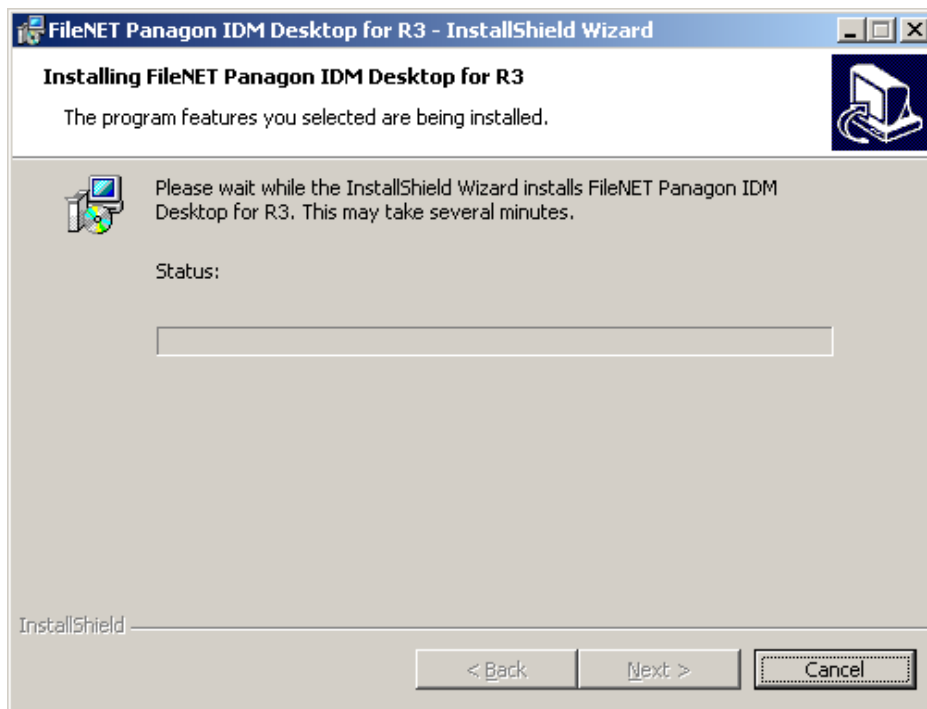 FileNET Panagon IDM Desktop for R3 - InstallShield Wizard
Installing FileNET Panagon IDM Desktop for R3
The program features you selected are being installed.
Please wait while the InstallShield Wizard installs FileNET Panagon IDM
Desktop for R3. This may take several minutes.
Status:
InstallShield
< Back
Next >
Cancel